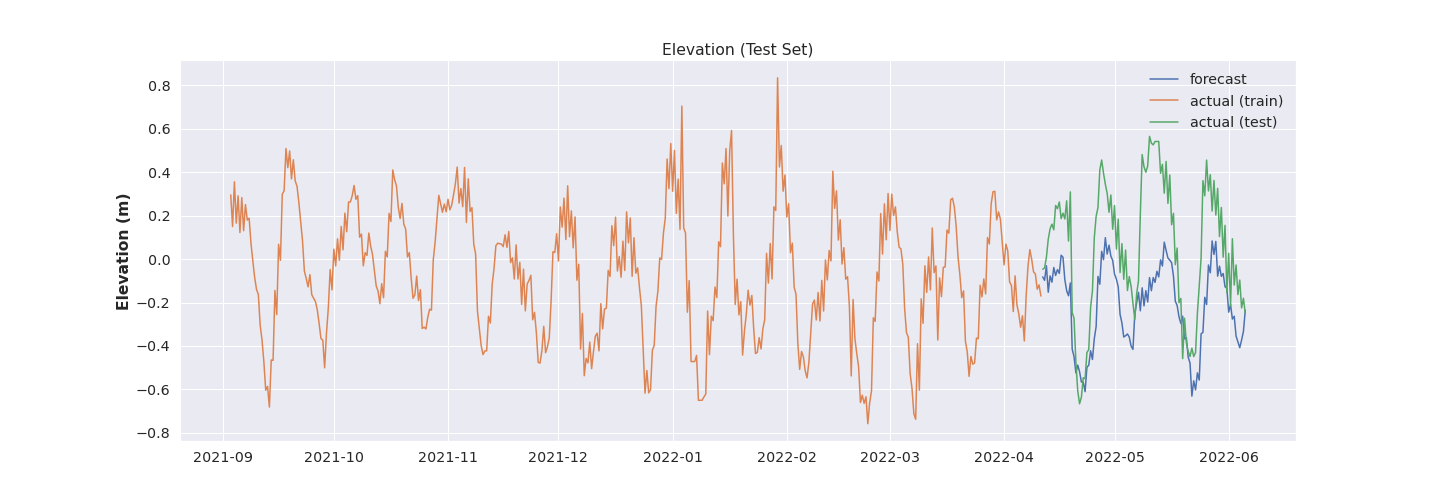 Elevation (Test Set)
Elevation (m)
0.8
0.6
0.4
0.2
0.0
−0.2
−0.4
−0.6
−0.8
forecast
actual (train)
actual (test)
2021-09 2021-10 2021-11 2021-12 2022-01 2022-02 2022-03 2022-04 2022-05 2022-06